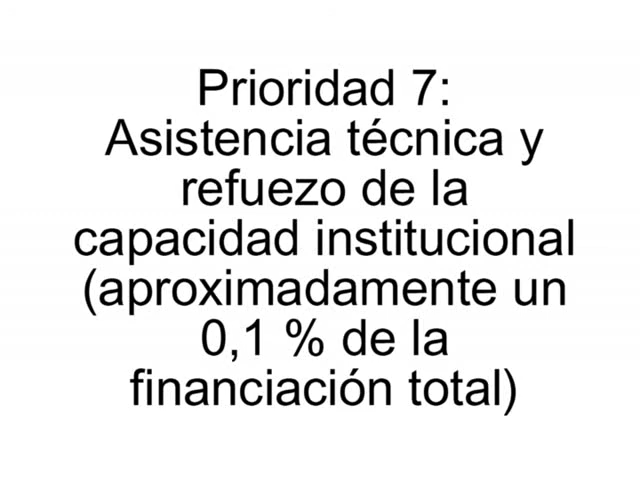 Prioridad 7:
Asistencia técnica y
refuezo de la
capacidad institucional
(aproximadamente un
0,1 % de la
financiación total)